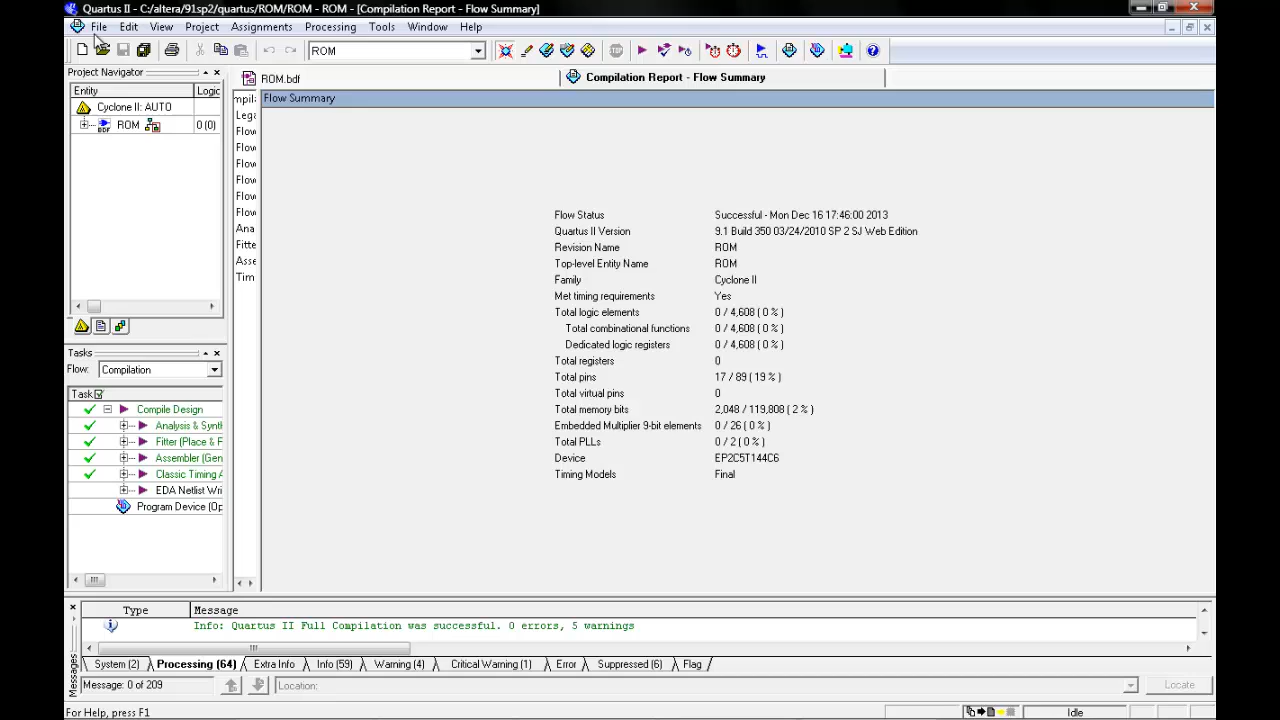 Quartus II - C:/altera/91sp2/quartus/ROM/ROM - ROM - [Compilation Report - Flow Summary]
File Edit View Project Assignments Processing Tools Window Help
ROM
Project Navigator
ROM.bdf
Compilation Report - Flow Summary
Entity Logic
Cyclone II: AUTO
ROM 0 (0)
mpil
Lega
Flow
Flow
Flow
Flow
Flow
Flow
Ana
Fitte
Asse
Tim
Flow Summary
Flow Status Successful - Mon Dec 16 17:46:00 2013
Quartus II Version 9.1 Build 350 03/24/2010 SP 2 SJ Web Edition
Revision Name ROM
Top-level Entity Name ROM
Family Cyclone II
Met timing requirements Yes
Total logic elements 0 / 4,608 ( 0 % )
Total combinational functions 0 / 4,608 ( 0 % )
Dedicated logic registers 0 / 4,608 ( 0 % )
Total registers 0
Total pins 17 / 89 ( 19 % )
Total virtual pins 0
Total memory bits 2,048 / 119,808 ( 2 % )
Embedded Multiplier 9-bit elements 0 / 26 ( 0 % )
Total PLLs 0 / 2 ( 0 % )
Device EP2C5T144C6
Timing Models Final
Tasks
Flow: Compilation
Task
Compile Design
Analysis & Synth
Fitter (Place & F
Assembler (Gen
Classic Timing A
EDA Netlist Wri
Program Device (Op
Type Message
Info: Quartus II Full Compilation was successful. 0 errors, 5 warnings
System (2) Processing (64) Extra Info Info (59) Warning (4) Critical Warning (1) Error Suppressed (6) Flag
Messages
Message: 0 of 209 Location: Locate
For Help, press F1 Idle